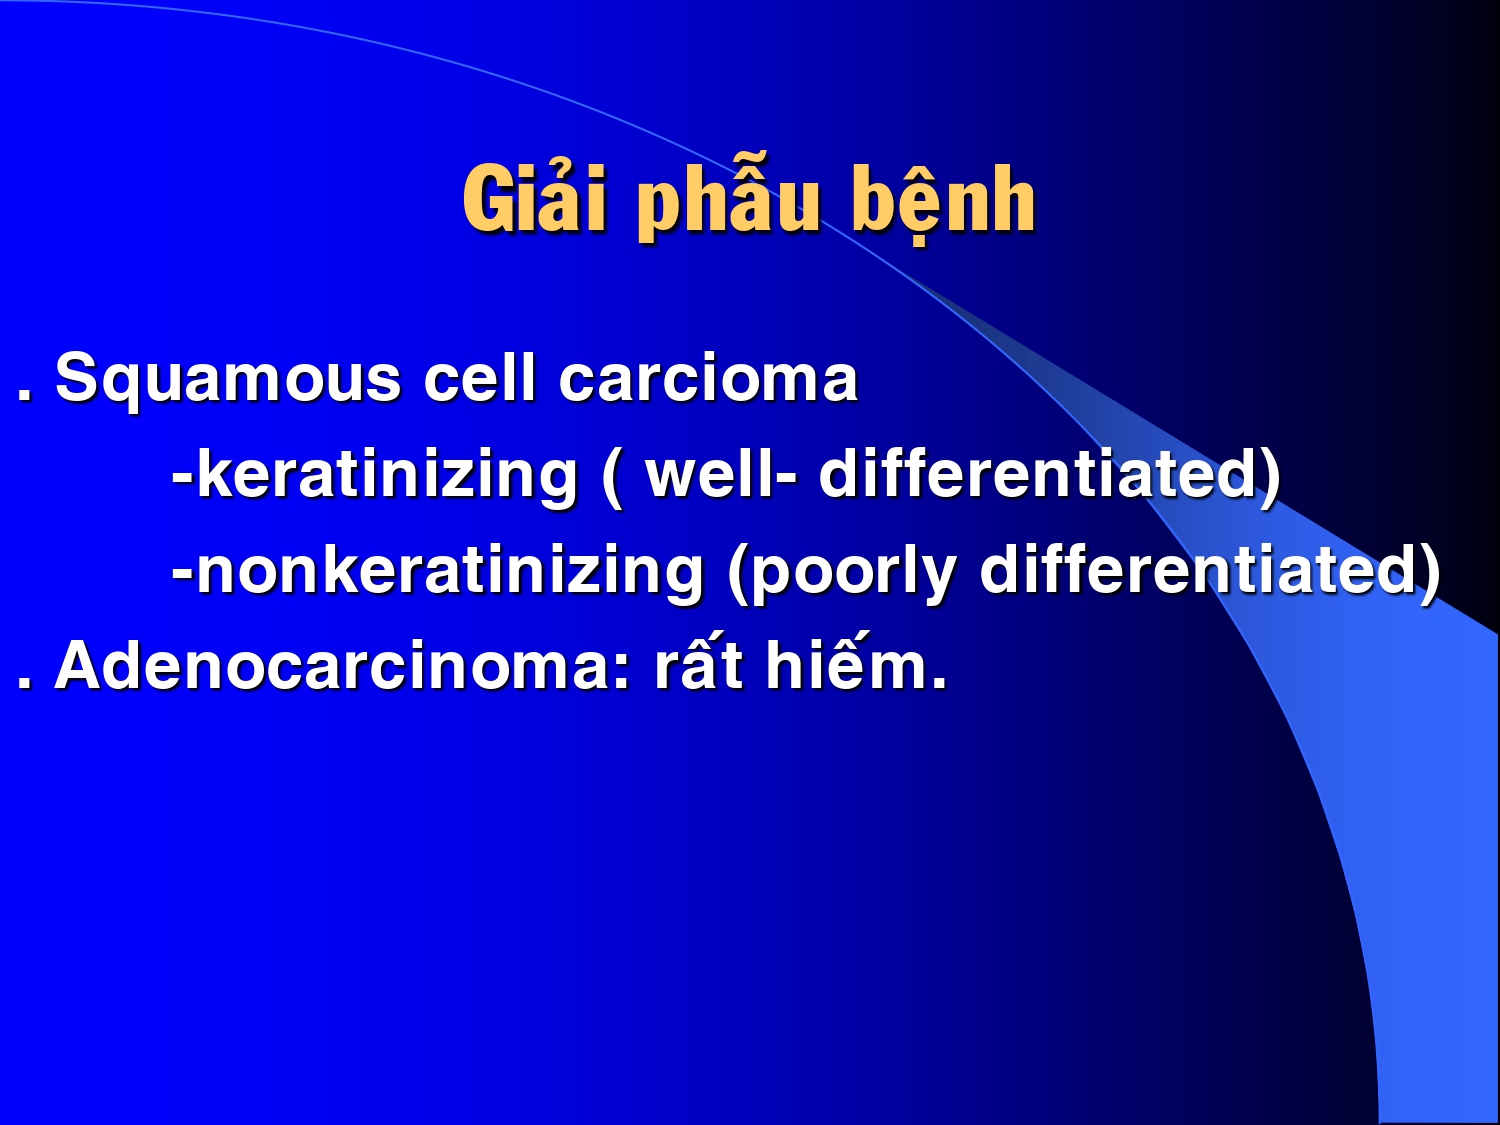 Giải phẫu bệnh
. Squamous cell carcioma
-keratinizing ( well- differentiated)
-nonkeratinizing (poorly differentiated)
. Adenocarcinoma: rất hiếm.